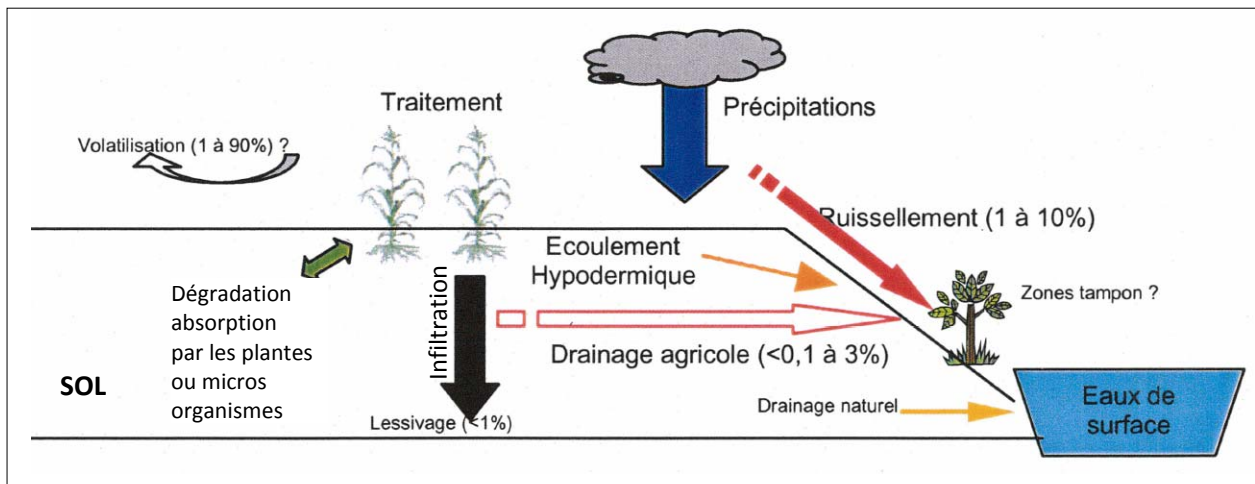 Traitement
Précipitations
Volatilisation (1 à 90%) ?
Ruissellement (1 à 10%)
Ecoulement
Hypodermique
Zones tampon ?
Dégradation
absorption
par les plantes
ou micros
organismes
Infiltration
Drainage agricole (<0,1 à 3%)
SOL
Lessivage (<1%)
Drainage naturel
Eaux de
surface